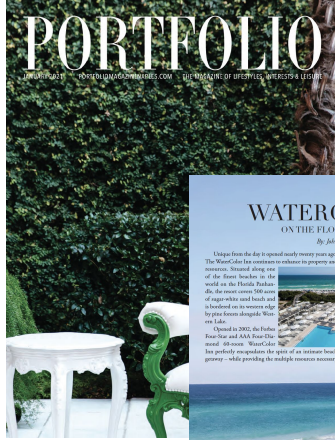 PORTFOLIO
JANUARY 2021 PORTFOLIOMAGAZINENAPLES.COM THE MAGAZINE OF LIFESTYLES, INTERESTS & LEISURE
WATERC
ON THE FLO
By: Joh
Unique from the day it opened nearly twenty years ago
The WaterColor Inn continues to enhance its property and
resources. Situated along one
of the finest beaches in the
world on the Florida Panhan-
dle, the resort covers 500 acres
of sugar-white sand beach and
is bordered on its western edge
by pine forests alongside West-
ern Lake.
Opened in 2002, the Forbes
Four-Star and AAA Four-Dia-
mond 60-room WaterColor
Inn perfectly encapsulates the spirit of an intimate beach
getaway – while providing the multiple resources necessar